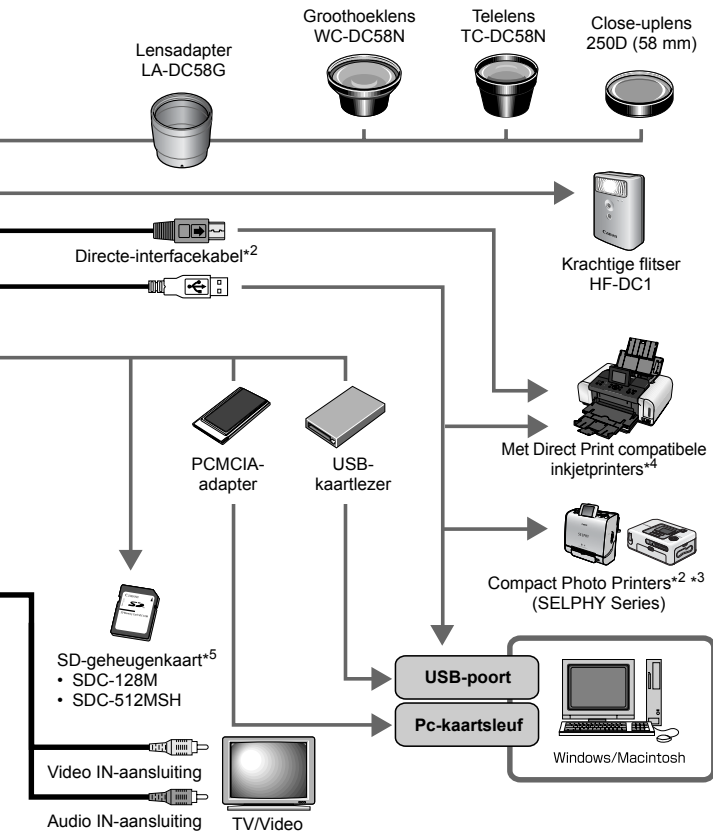 Groothoeklens
WC-DC58N
Telelens
TC-DC58N
Close-uplens
250D (58 mm)
Lensadapter
LA-DC58G
Directe-interfacekabel*2
Krachtige flitser
HF-DC1
PCMCIA-
adapter
USB-
kaartlezer
Met Direct Print compatibele
inkjetprinters*4
Compact Photo Printers*2 *3
(SELPHY Series)
SD-geheugenkaart*5
• SDC-128M
• SDC-512MSH
USB-poort
Pc-kaartsleuf
Windows/Macintosh
Video IN-aansluiting
Audio IN-aansluiting
TV/Video